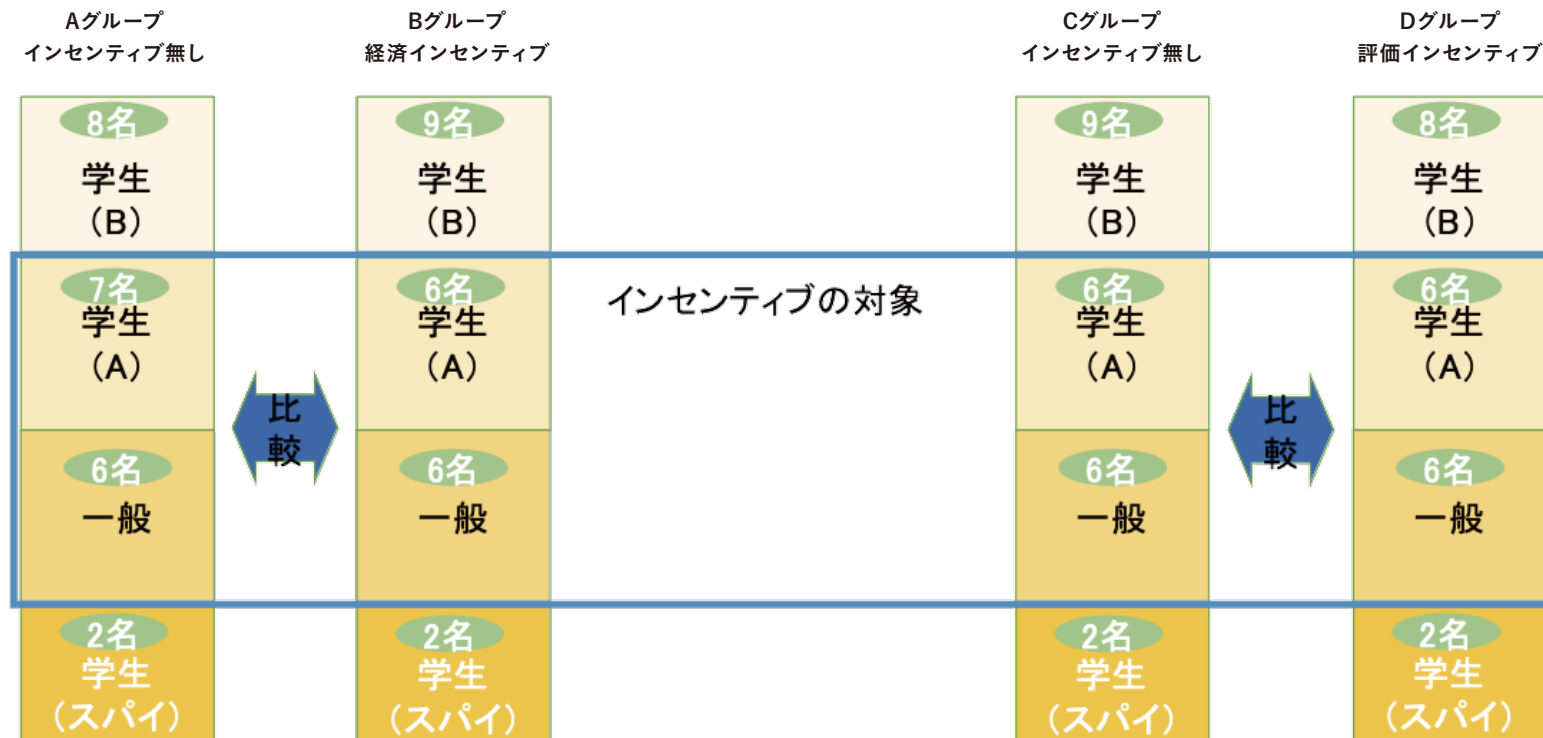 Aグループ
インセンティブ無し
Bグループ
経済インセンティブ
Cグループ
インセンティブ無し
Dグループ
評価インセンティブ
8名
学生
（B）
9名
学生
（B）
9名
学生
（B）
8名
学生
（B）
インセンティブの対象
7名
学生
（A）
6名
学生
（A）
6名
学生
（A）
6名
学生
（A）
比
較
比
較
6名
一般
6名
一般
6名
一般
6名
一般
2名
学生
（スパイ）
2名
学生
（スパイ）
2名
学生
（スパイ）
2名
学生
（スパイ）